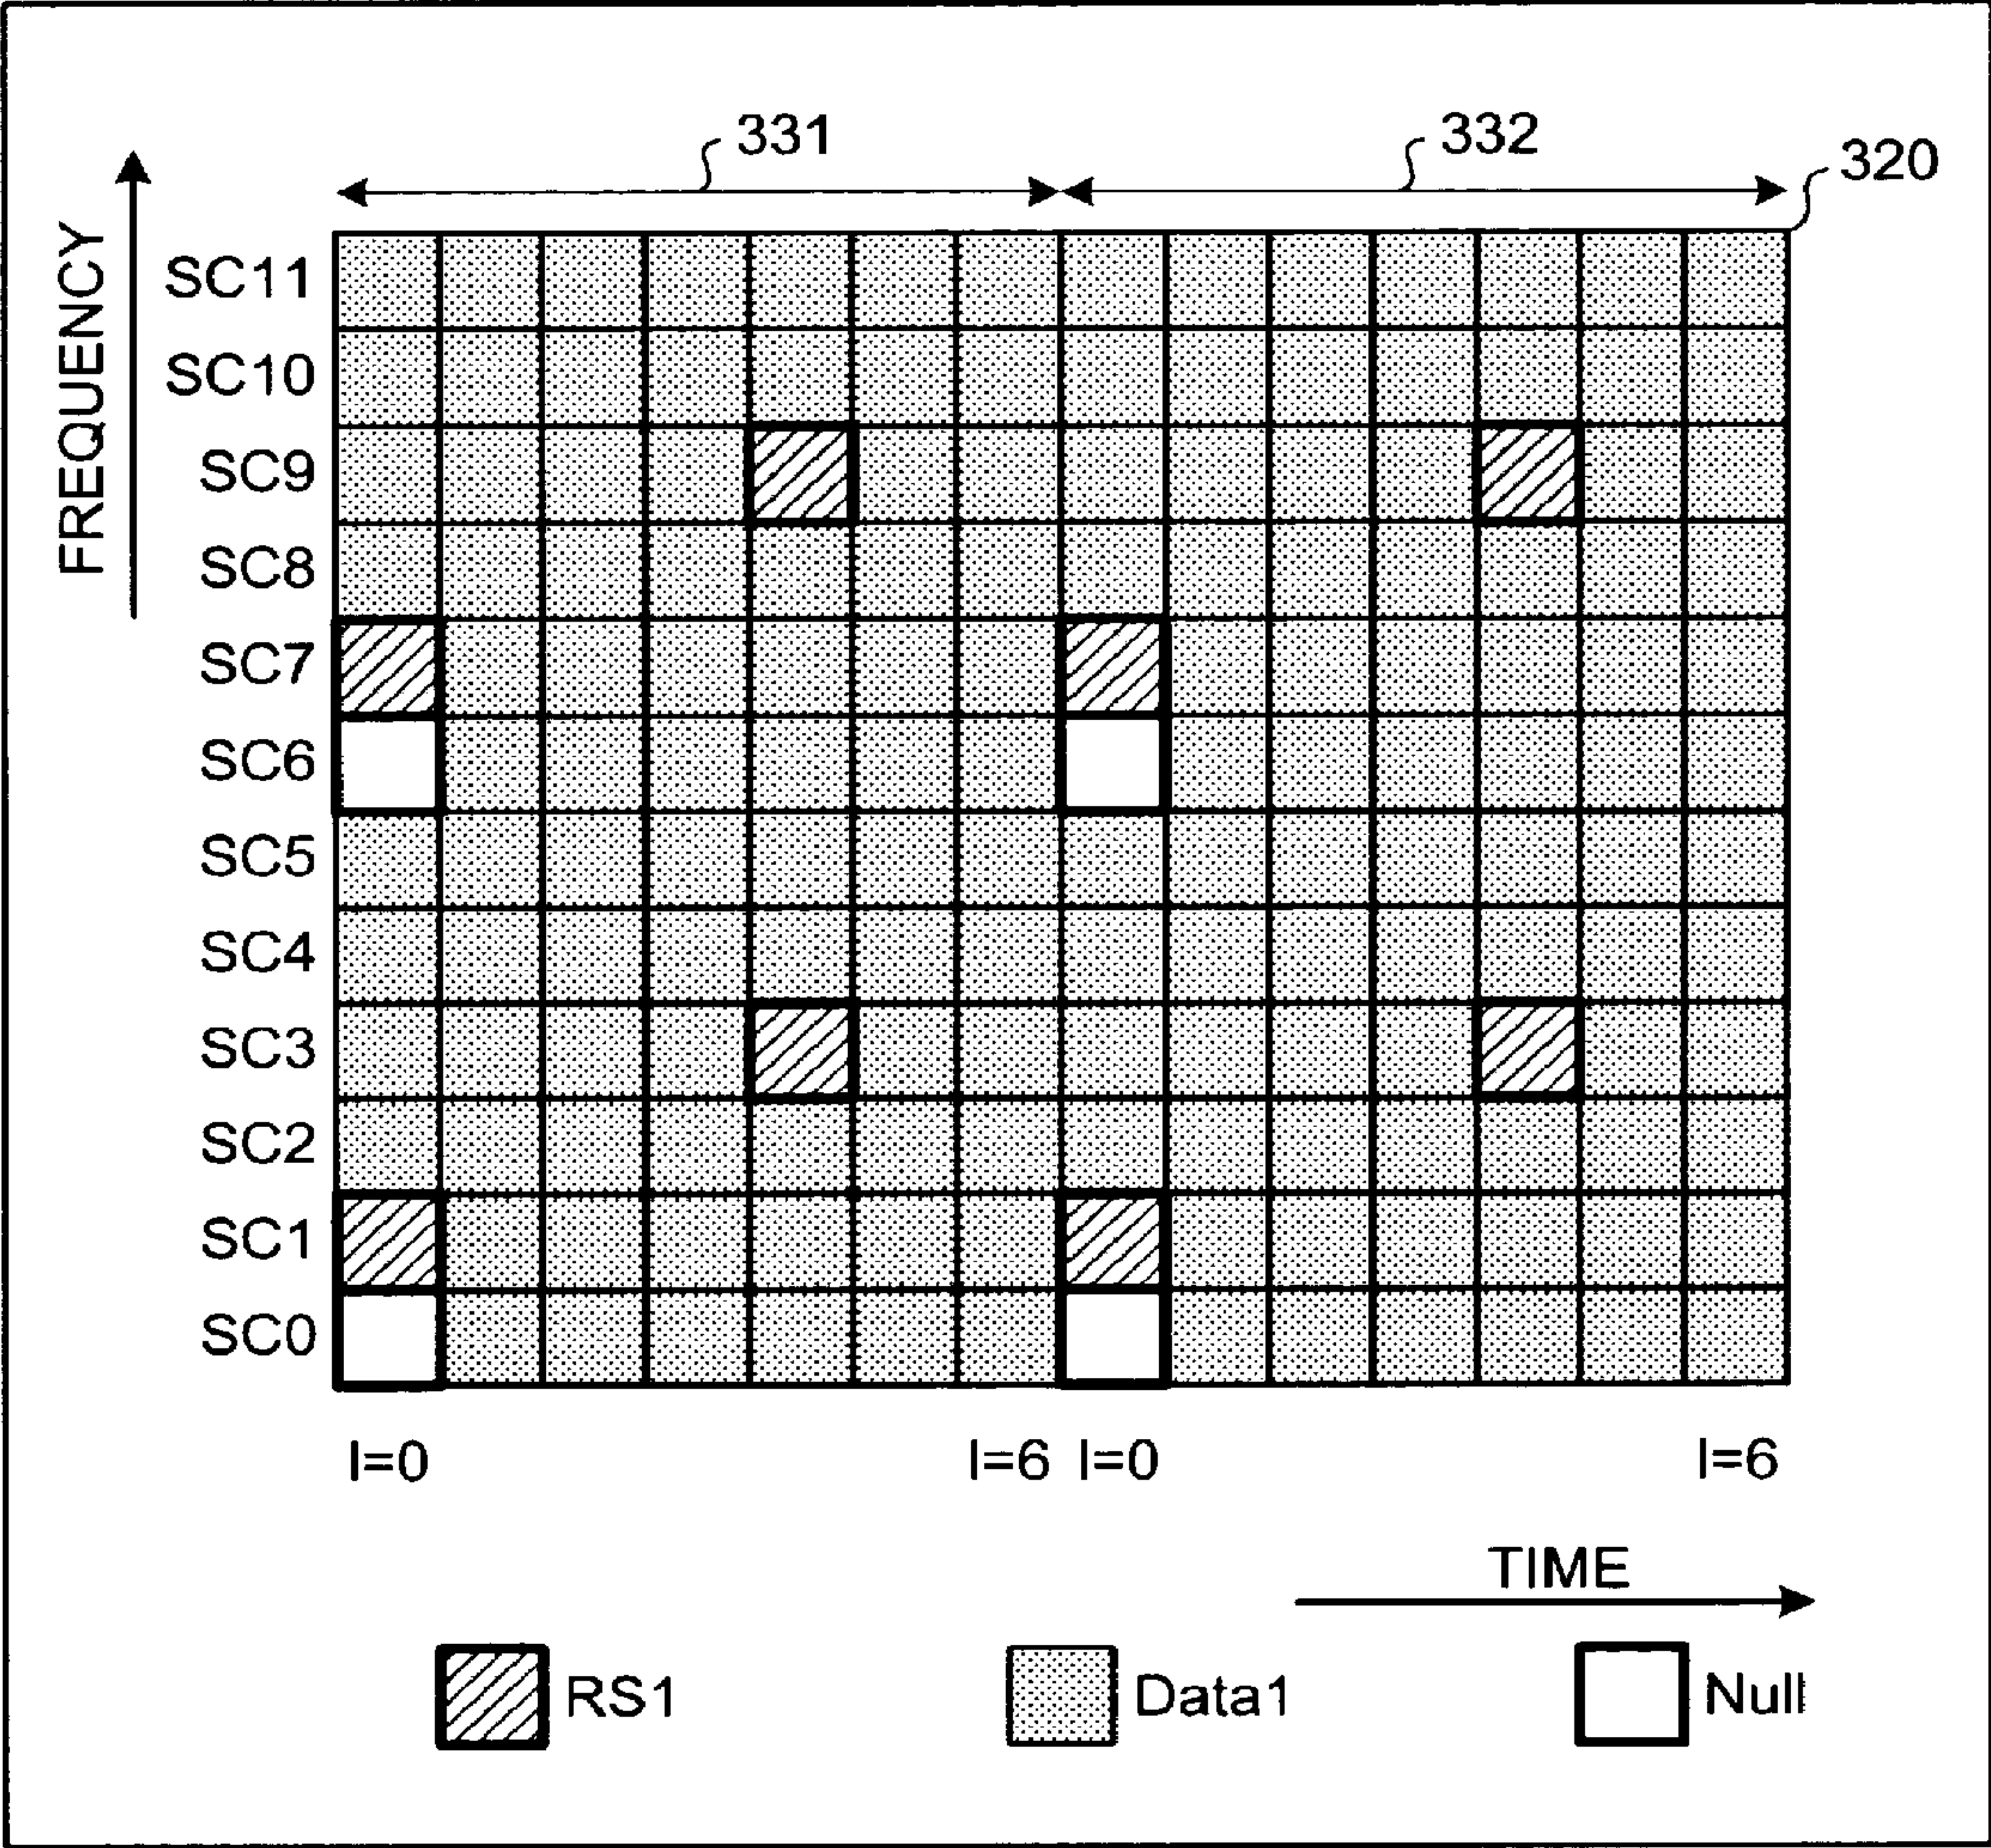 331
332
320
FREQUENCY
SC11
SC10
SC9
SC8
SC7
SC6
SC5
SC4
SC3
SC2
SC1
SC0
l=0
l=6
l=0
l=6
TIME
RS1
Data1
Null